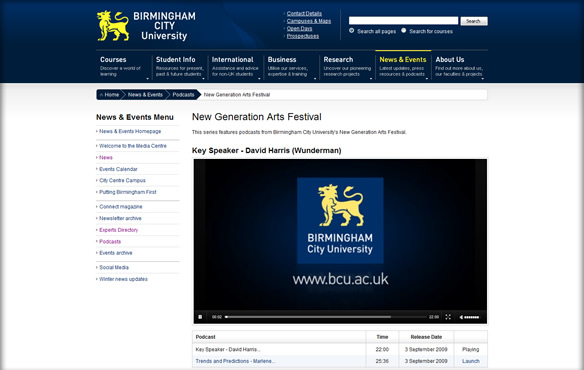 BIRMINGHAM
CITY
University
Contact Details
Campuses & Maps
Open Days
Prospectuses
Search
Search all pages
Search for courses
Courses
Discover a world of
learning
Student Info
Resources for present,
past & future students
International
Assistance and advice
for non-UK students
Business
Utilise our services,
expertise & training
Research
Uncover our pioneering
research projects
News & Events
Latest updates, press
resources & podcasts
About Us
Find out more about us,
our faculties & projects
Home
News & Events
Podcasts
New Generation Arts Festival
News & Events Menu
News & Events Homepage
Welcome to the Media Centre
News
Events Calendar
City Centre Campus
Putting Birmingham First
Connect magazine
Newsletter archive
Experts Directory
Podcasts
Events archive
Social Media
Winter news updates
New Generation Arts Festival
This series features podcasts from Birmingham City University's New Generation Arts Festival.
Key Speaker - David Harris (Wunderman)
BIRMINGHAM
City University
www.bcu.ac.uk
00:02
22:00
Podcast Time Release Date
Key Speaker - David Harris... 22:00 3 September 2009 Playing
Trends and Predictions - Marlene... 25:36 3 September 2009 Launch